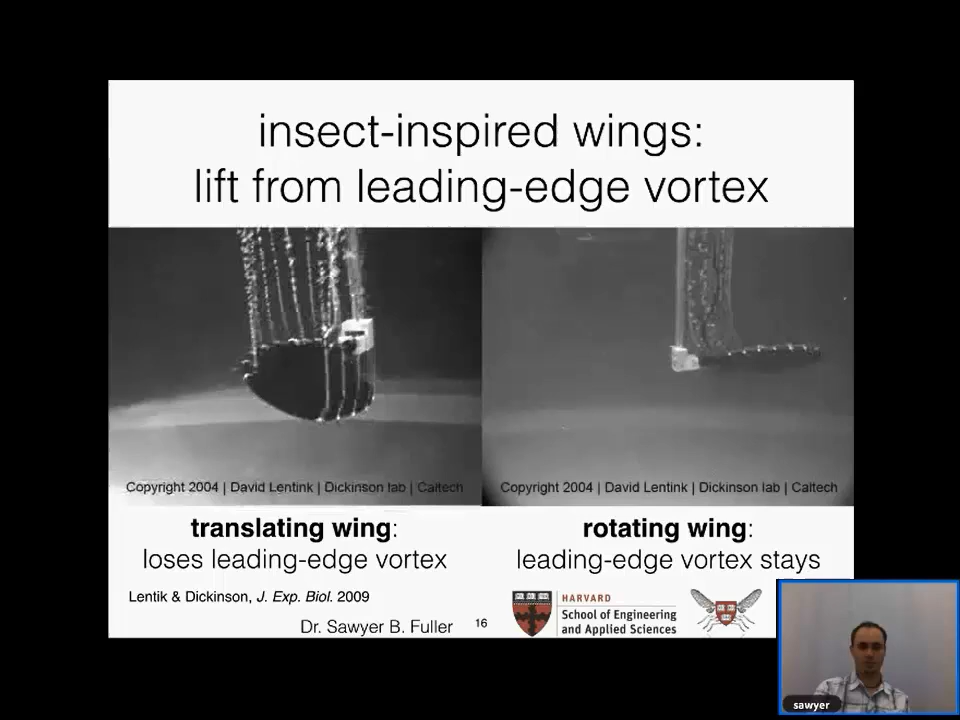 insect-inspired wings:
lift from leading-edge vortex
Copyright 2004 | David Lentink | Dickinson lab | Caltech
Copyright 2004 | David Lentink | Dickinson lab | Caltech
translating wing:
loses leading-edge vortex
rotating wing:
leading-edge vortex stays
Lentik & Dickinson, J. Exp. Biol. 2009
Dr. Sawyer B. Fuller
16
HARVARD
School of Engineering
and Applied Sciences
sawyer